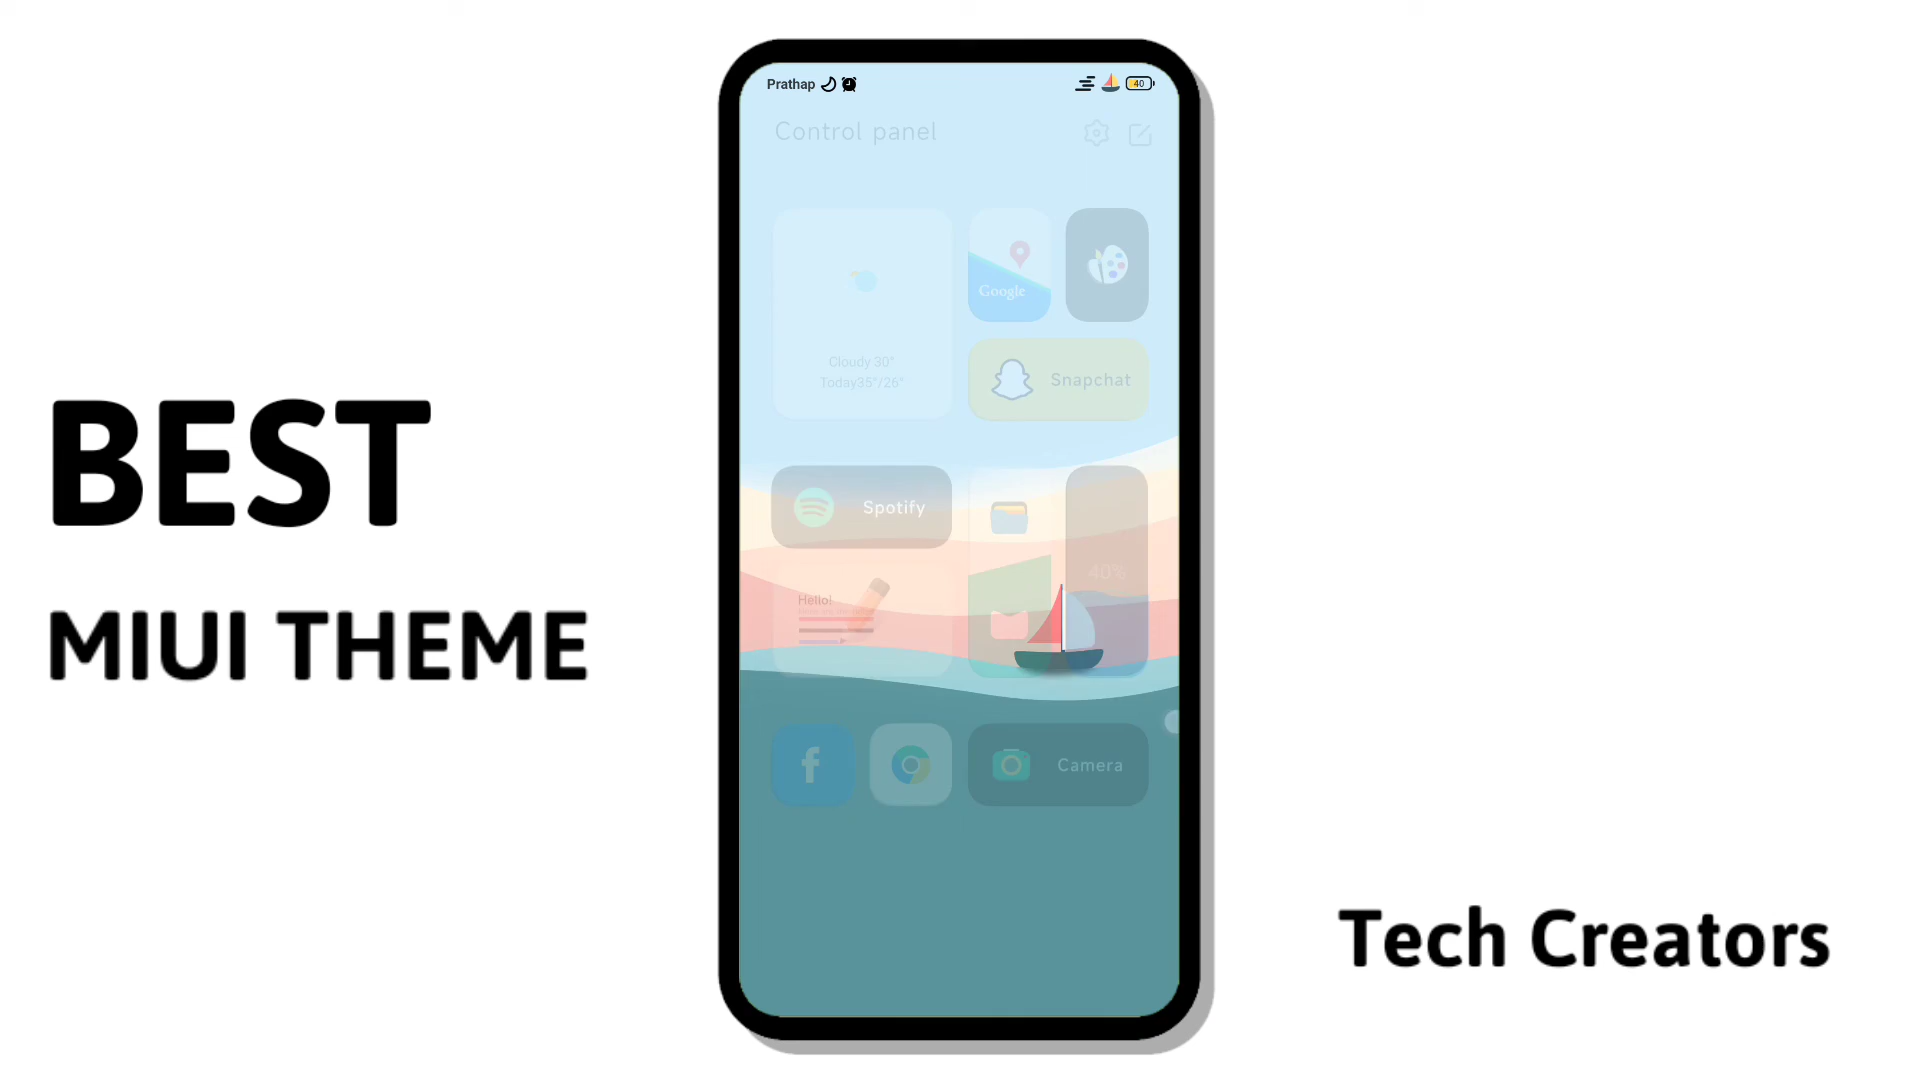 Prathap
40
Control panel
Google
Cloudy 30°
Today35°/26°
Snapchat
Spotify
40%
Hello!
Camera
BEST
MIUI THEME
Tech Creators